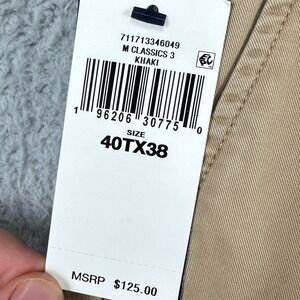 711713346049
M CLASSICS 3
KHAKI
1 96206 30775 0
SIZE
40TX38
MSRP $125.00